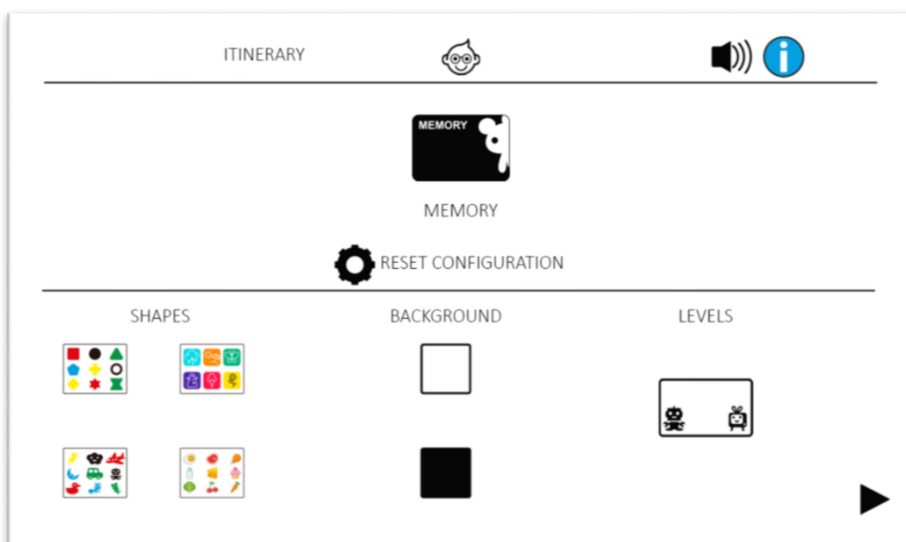 ITINERARY
MEMORY
MEMORY
RESET CONFIGURATION
SHAPES
BACKGROUND
LEVELS